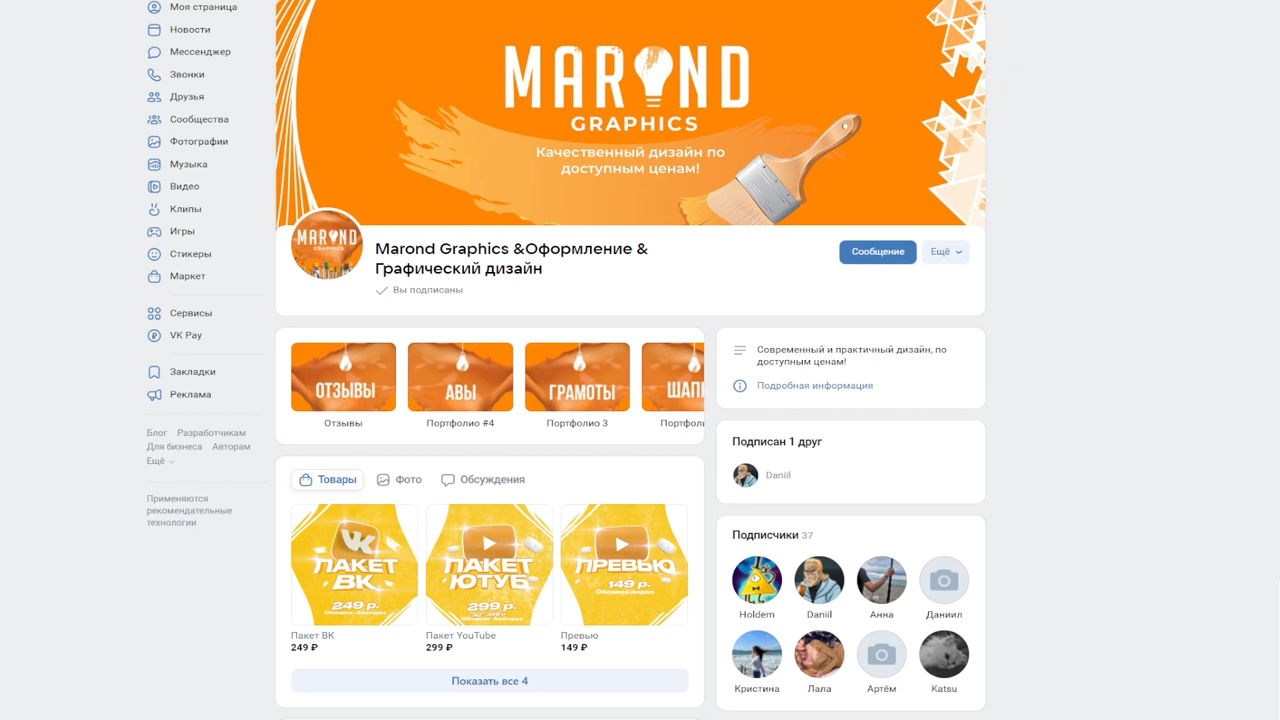 Моя страница
Новости
Мессенджер
Звонки
Друзья
Сообщества
Фотографии
Музыка
Видео
Клипы
Игры
Стикеры
Маркет
Сервисы
VK Pay
Закладки
Реклама
Блог Разработчикам
Для бизнеса Авторам
Ещё
Применяются
рекомендательные
технологии
MAROND
GRAPHICS
Качественный дизайн по
доступным ценам!
MAROND
GRAPHICS
Marond Graphics &Оформление &
Графический дизайн
Вы подписаны
Сообщение
Ещё
ОТЗЫВЫ
АВЫ
ГРАМОТЫ
ШАП
Отзывы
Портфолио #4
Портфолио 3
Портфоли
Товары
Фото
Обсуждения
ПАКЕТ
ВК
249 р.
ПАКЕТ
ЮТУБ
299 р.
ПРЕВЬЮ
149 р.
Пакет ВК
249 ₽
Пакет YouTube
299 ₽
Превью
149 ₽
Показать все 4
Современный и практичный дизайн, по
доступным ценам!
Подробная информация
Подписан 1 друг
Daniil
Подписчики 37
Holdem
Daniil
Анна
Даниил
Кристина
Лала
Артём
Katsu